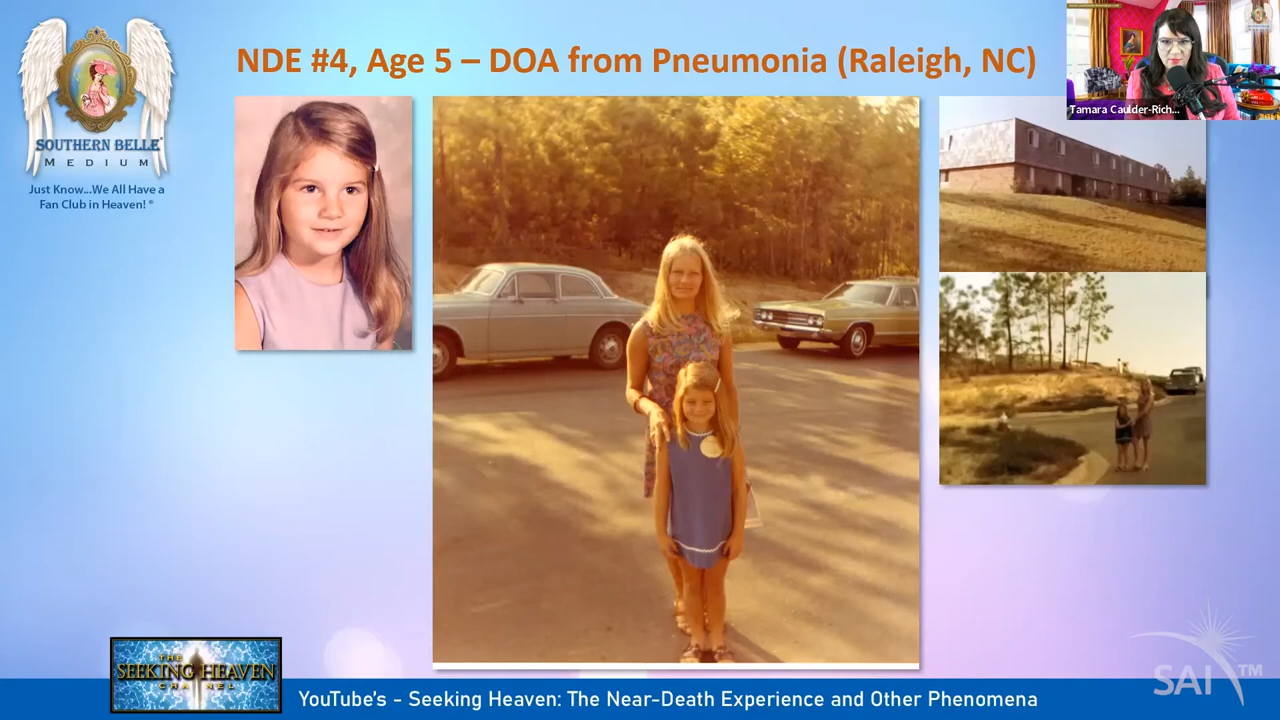 NDE #4, Age 5 – DOA from Pneumonia (Raleigh, NC)
Tamara Caulder-Rich...
SOUTHERN BELLE®
MEDIUM
Just Know...We All Have a
Fan Club in Heaven! ®
THE
SEEKING HEAVEN
CHANNEL
YouTube's - Seeking Heaven: The Near-Death Experience and Other Phenomena
SAI™